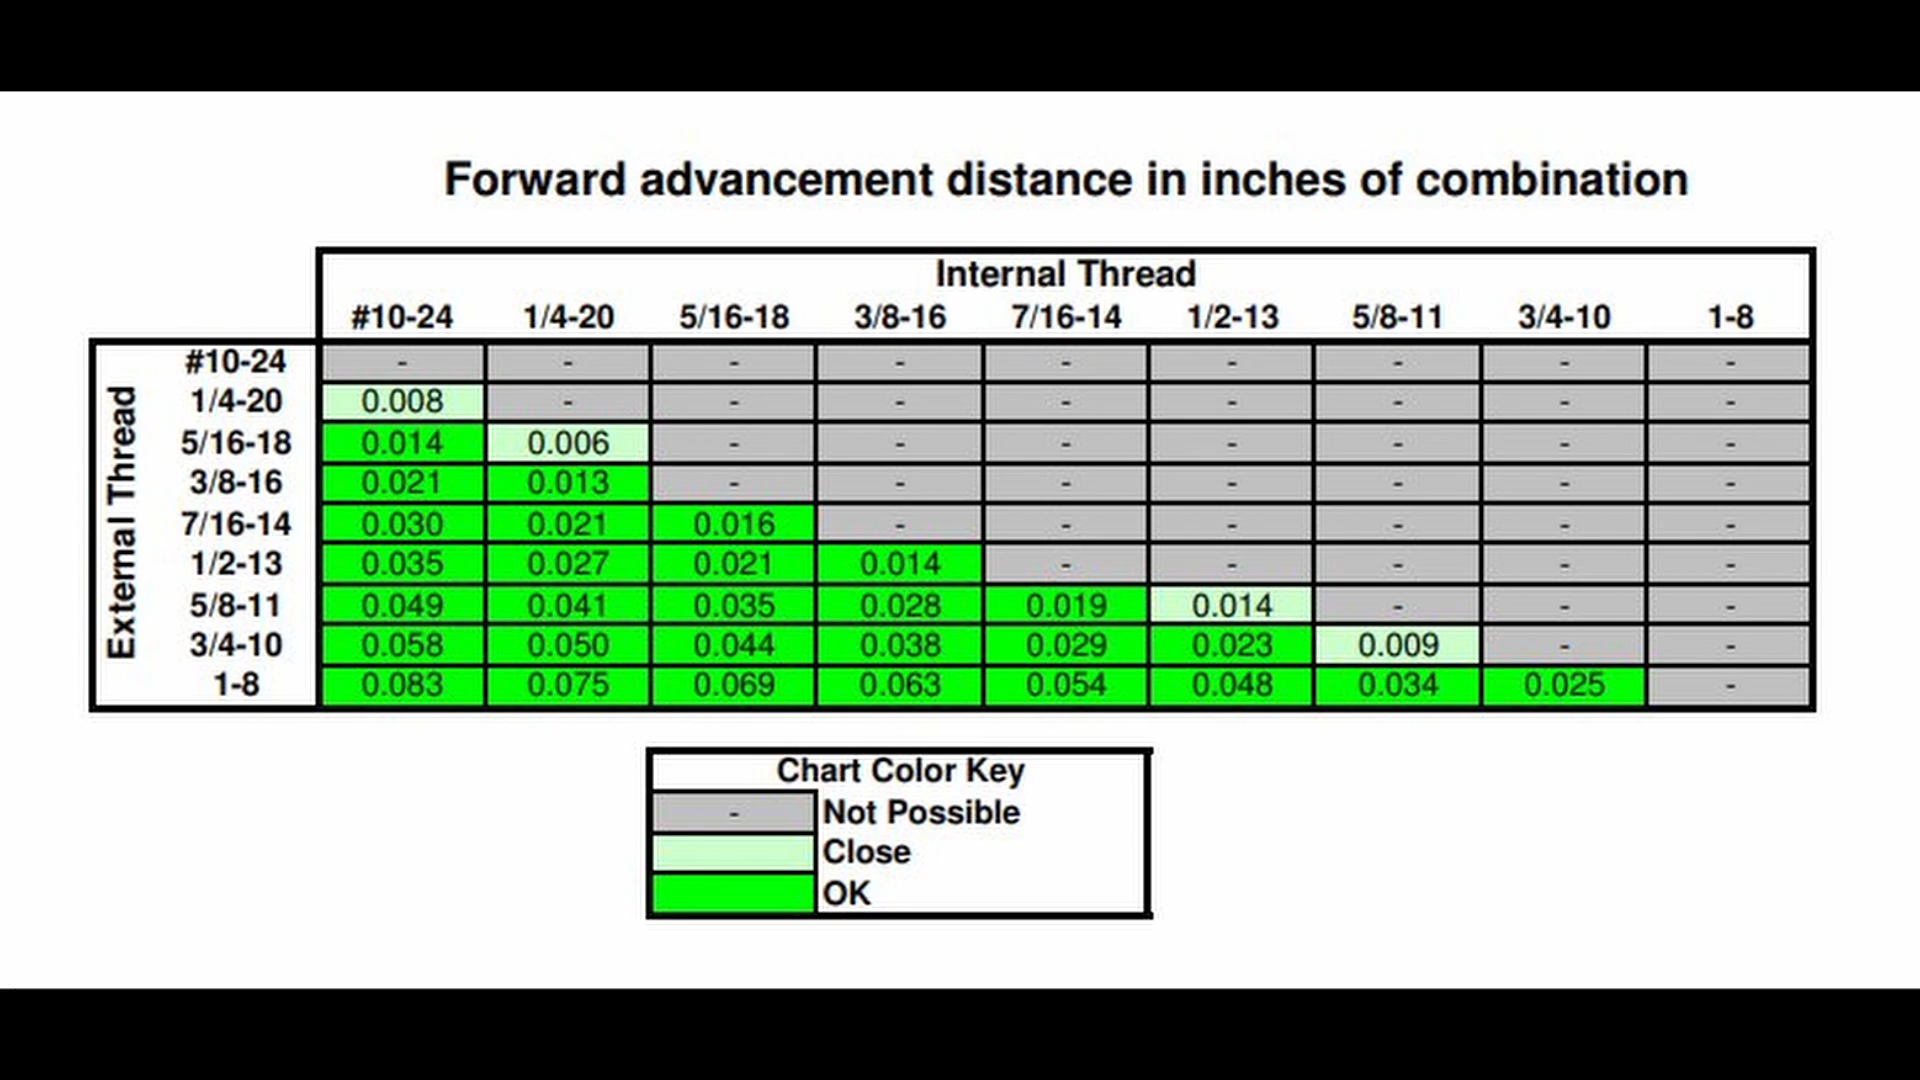 Forward advancement distance in inches of combination
Internal Thread
#10-24 1/4-20 5/16-18 3/8-16 7/16-14 1/2-13 5/8-11 3/4-10 1-8
External Thread
#10-24 - - - - - - - - -
1/4-20 0.008 - - - - - - - -
5/16-18 0.014 0.006 - - - - - - -
3/8-16 0.021 0.013 - - - - - - -
7/16-14 0.030 0.021 0.016 - - - - - -
1/2-13 0.035 0.027 0.021 0.014 - - - - -
5/8-11 0.049 0.041 0.035 0.028 0.019 0.014 - - -
3/4-10 0.058 0.050 0.044 0.038 0.029 0.023 0.009 - -
1-8 0.083 0.075 0.069 0.063 0.054 0.048 0.034 0.025 -
Chart Color Key
- Not Possible
Close
OK